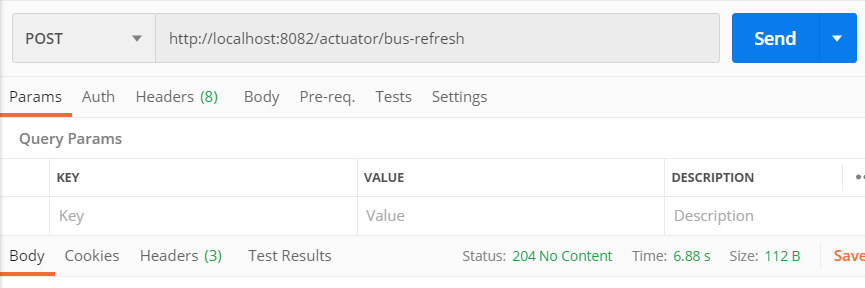 POST http://localhost:8082/actuator/bus-refresh Send
Params Auth Headers (8) Body Pre-req. Tests Settings
Query Params
KEY VALUE DESCRIPTION
Key Value Description
Body Cookies Headers (3) Test Results Status: 204 No Content Time: 6.88 s Size: 112 B Save